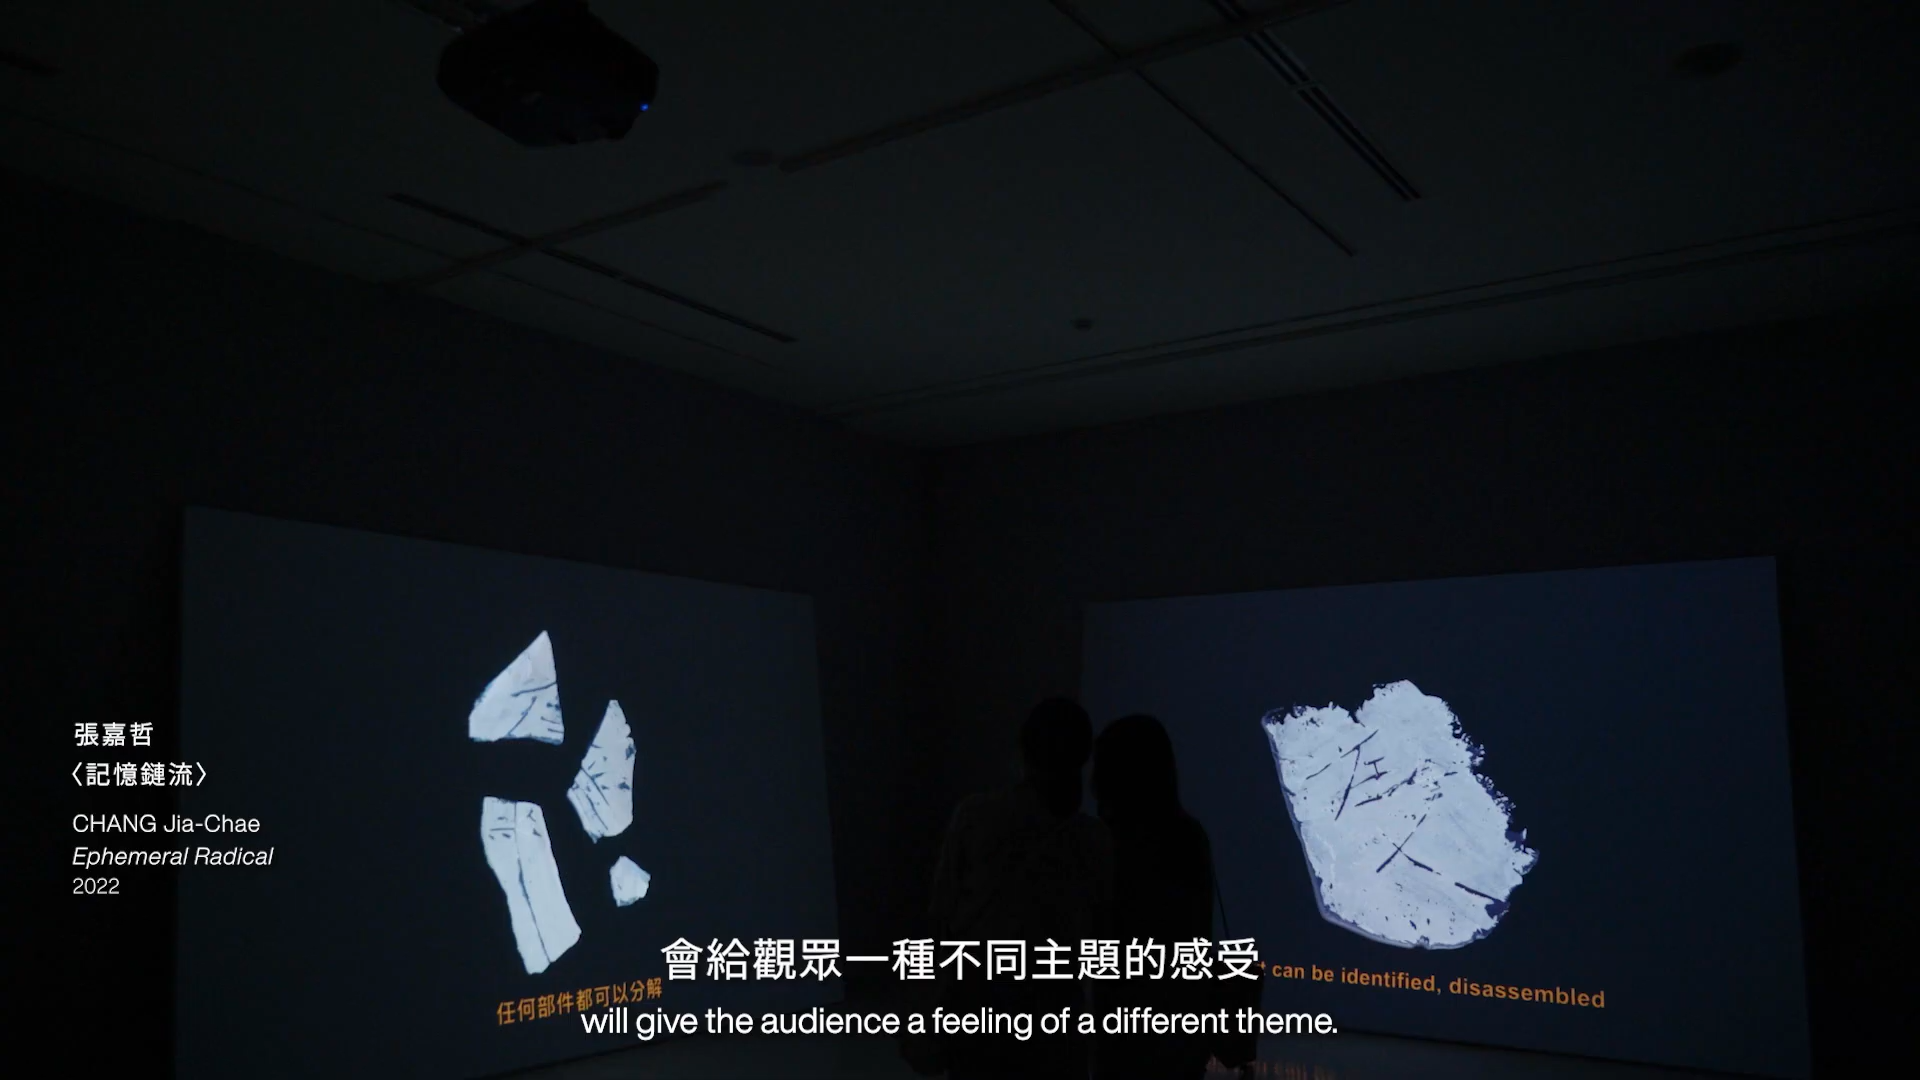 張嘉哲
〈記憶鏈流〉
CHANG Jia-Chae
Ephemeral Radical
2022
任何部件都可以分解
can be identified, disassembled
會給觀眾一種不同主題的感受
will give the audience a feeling of a different theme.